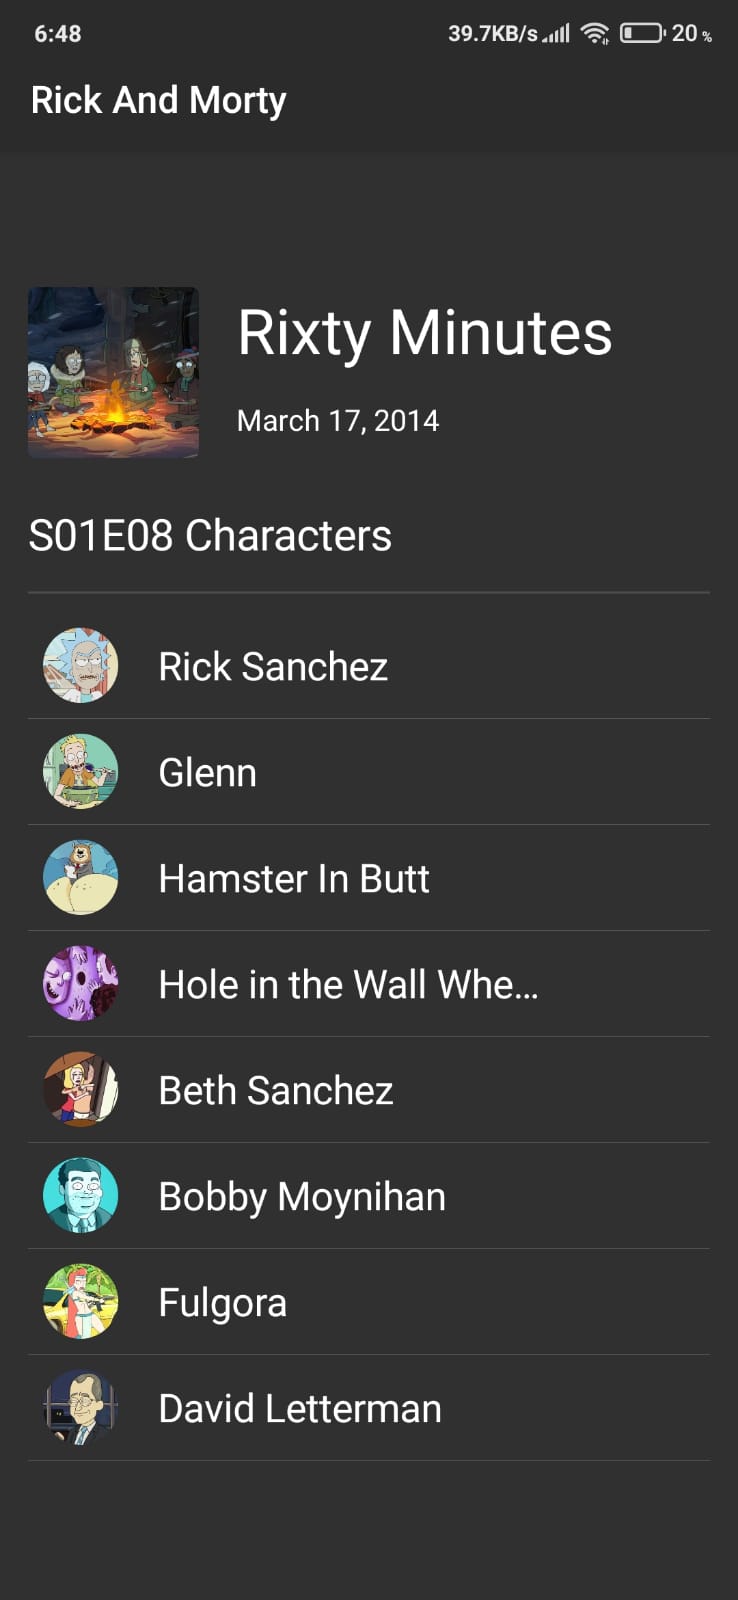 6:48 39.7KB/s 20 %
Rick And Morty
Rixty Minutes
March 17, 2014
S01E08 Characters
Rick Sanchez
Glenn
Hamster In Butt
Hole in the Wall Whe...
Beth Sanchez
Bobby Moynihan
Fulgora
David Letterman